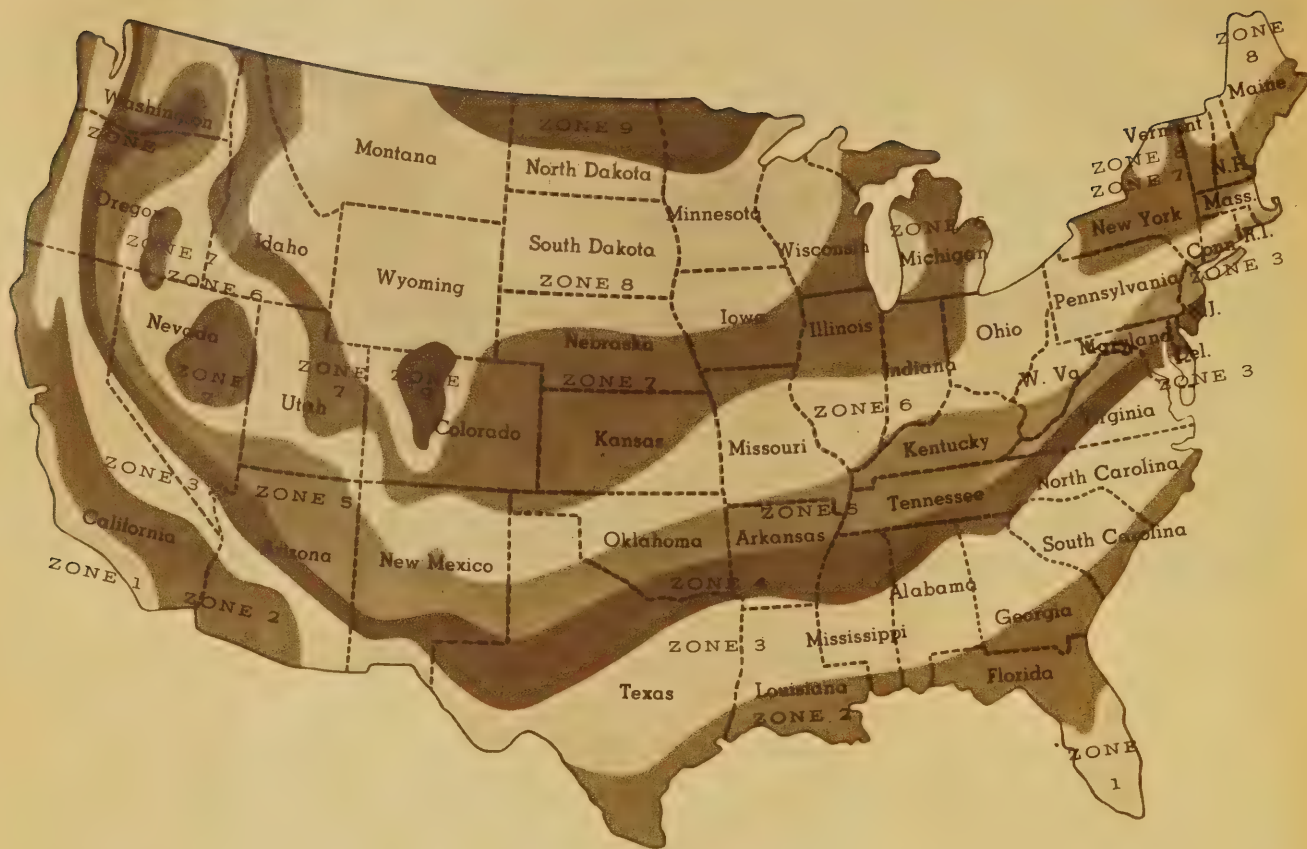 ZONE
8
Maine
Washington
ZONE
ZONE 9
Vermont
Montana
North Dakota
ZONE 8
N.H.
ZONE 7
Mass.
Oregon
Minnesota
New York
ZONE 7
Idaho
South Dakota
Wisconsin
Michigan
Conn.
R.I.
ZONE 3
ZONE 6
Wyoming
ZONE 8
Pennsylvania
Nevada
Iowa
Illinois
Ohio
Nebraska
Maryland
Del.
ZONE
7
ZONE
ZONE 7
Indiana
W. Va.
ZONE 3
Utah
Colorado
Kansas
Missouri
ZONE 6
Kentucky
Virginia
ZONE 3
ZONE 5
North Carolina
Tennessee
California
Arizona
New Mexico
Oklahoma
Arkansas
ZONE 5
South Carolina
ZONE 1
ZONE 2
ZONE 4
Alabama
Georgia
ZONE 3
Mississippi
Texas
Louisiana
Florida
ZONE 2
ZONE
1